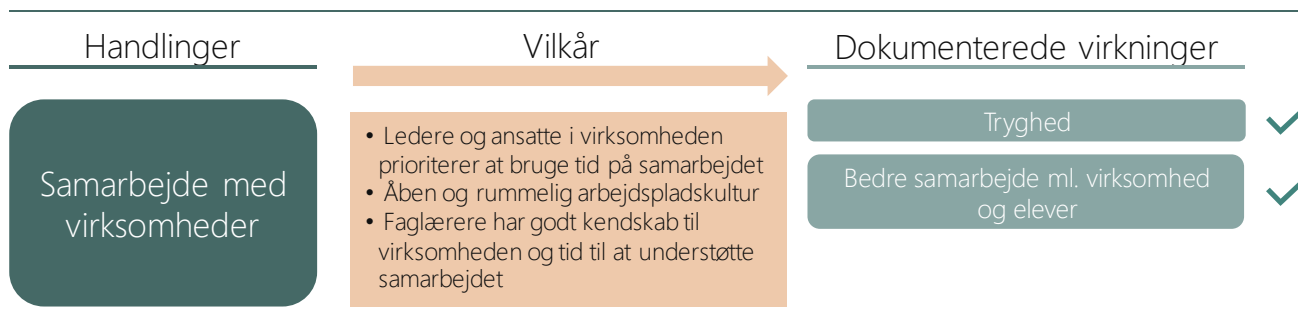 Handlinger
Vilkår
Dokumenterede virkninger
Samarbejde med
virksomheder
• Ledere og ansatte i virksomheden
prioriterer at bruge tid på samarbejdet
• Åben og rummelig arbejdspladskultur
• Faglærere har godt kendskab til
virksomheden og tid til at understøtte
samarbejdet
Tryghed
Bedre samarbejde ml. virksomhed
og elever